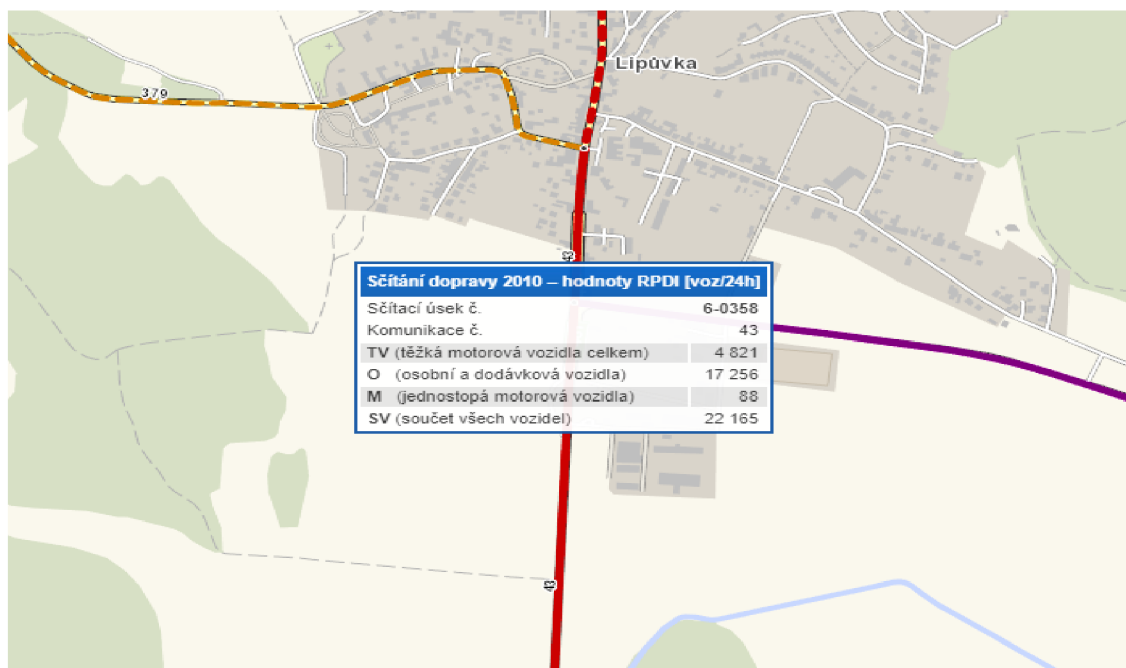 Lipůvka
379
43
Sčítání dopravy 2010 – hodnoty RPDI [voz/24h]
Sčítací úsek č. 6-0358
Komunikace č. 43
TV (těžká motorová vozidla celkem) 4 821
O (osobní a dodávková vozidla) 17 256
M (jednostopá motorová vozidla) 88
SV (součet všech vozidel) 22 165
43